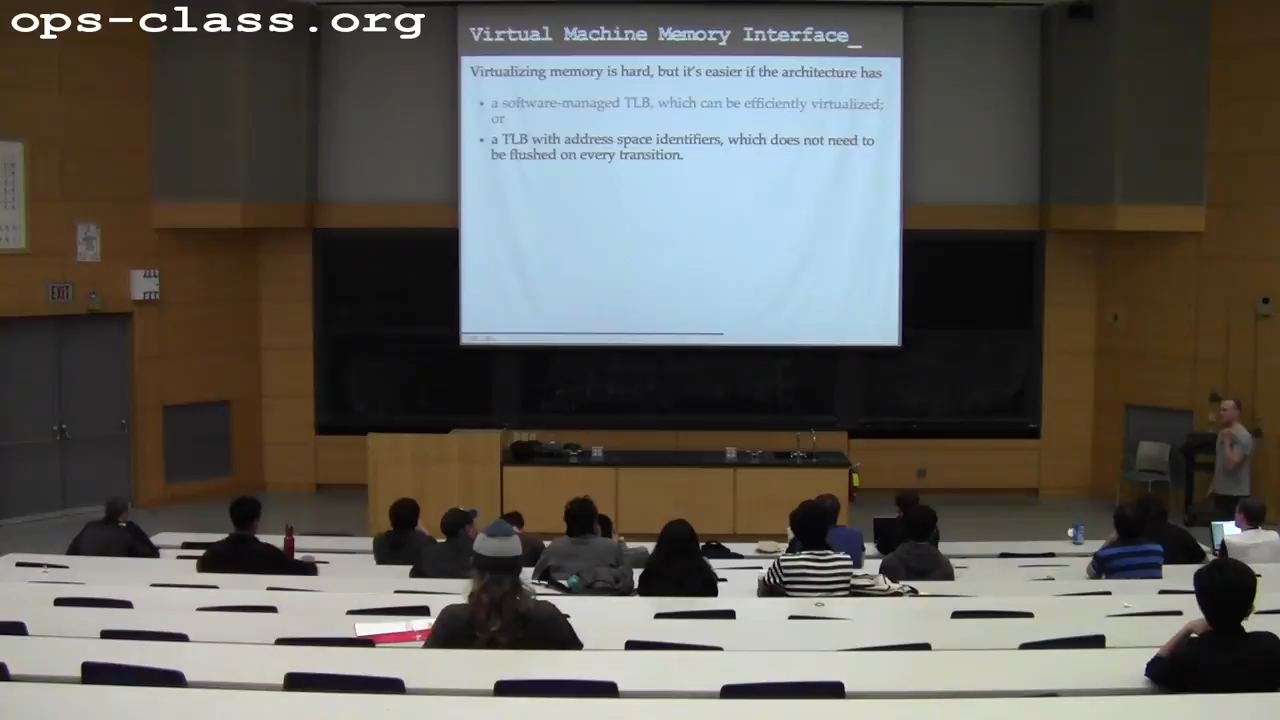 ops-class.org
Virtual Machine Memory Interface_
Virtualizing memory is hard, but it's easier if the architecture has
• a software-managed TLB, which can be efficiently virtualized;
or
• a TLB with address space identifiers, which does not need to
be flushed on every transition.
EXIT